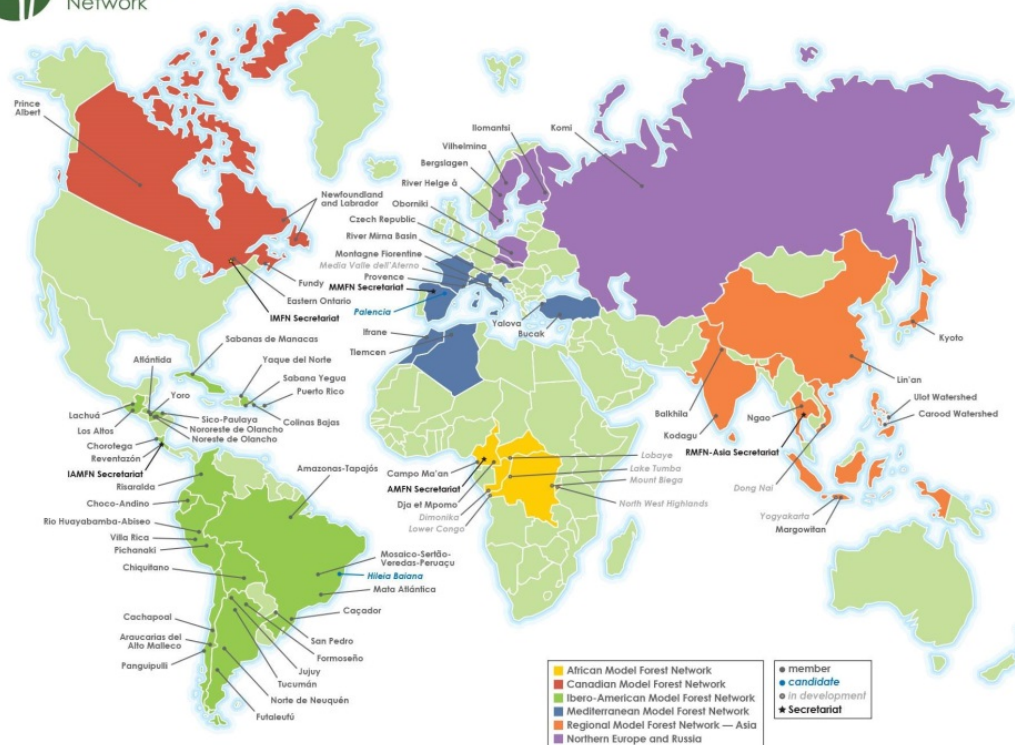 Network
Prince
Albert
Newfoundland
and Labrador
Fundy
Eastern Ontario
IMFN Secretariat
Ilomantsi
Komi
Vilhelmina
Bergslagen
River Helge å
Oborniki
Czech Republic
River Mirna Basin
Montagne Fiorentine
Media Valle dell'Aterno
Provence
MMFN Secretariat
Palencia
Yalova
Bucak
Ifrane
Tlemcen
Sabanas de Manacas
Atlántida
Yaque del Norte
Yoro
Sabana Yegua
Puerto Rico
Lachuá
Sico-Paulaya
Colinas Bajas
Los Altos
Nororeste de Olancho
Noreste de Olancho
Chorotega
Reventazón
IAMFN Secretariat
Risaralda
Amazonas-Tapajós
Choco-Andino
Rio Huayabamba-Abiseo
Villa Rica
Pichanaki
Chiquitano
Mosaico-Sertão-
Veredas-Peruaçu
Hileia Baiana
Mata Atlântica
Caçador
Cachapoal
San Pedro
Araucarias del
Alto Malleco
Formoseño
Panguipulli
Jujuy
Tucumán
Norte de Neuquén
Futaleufú
Campo Ma'an
AMFN Secretariat
Dja et Mpomo
Dimonika
Lower Congo
Lobaye
Lake Tumba
Mount Biega
North West Highlands
Kyoto
Lin'an
Balkhila
Ngao
Ulot Watershed
Carood Watershed
Kodagu
RMFN-Asia Secretariat
Dong Nai
Yogyakarta
Margowitan
African Model Forest Network
Canadian Model Forest Network
Ibero-American Model Forest Network
Mediterranean Model Forest Network
Regional Model Forest Network — Asia
Northern Europe and Russia
member
candidate
in development
Secretariat